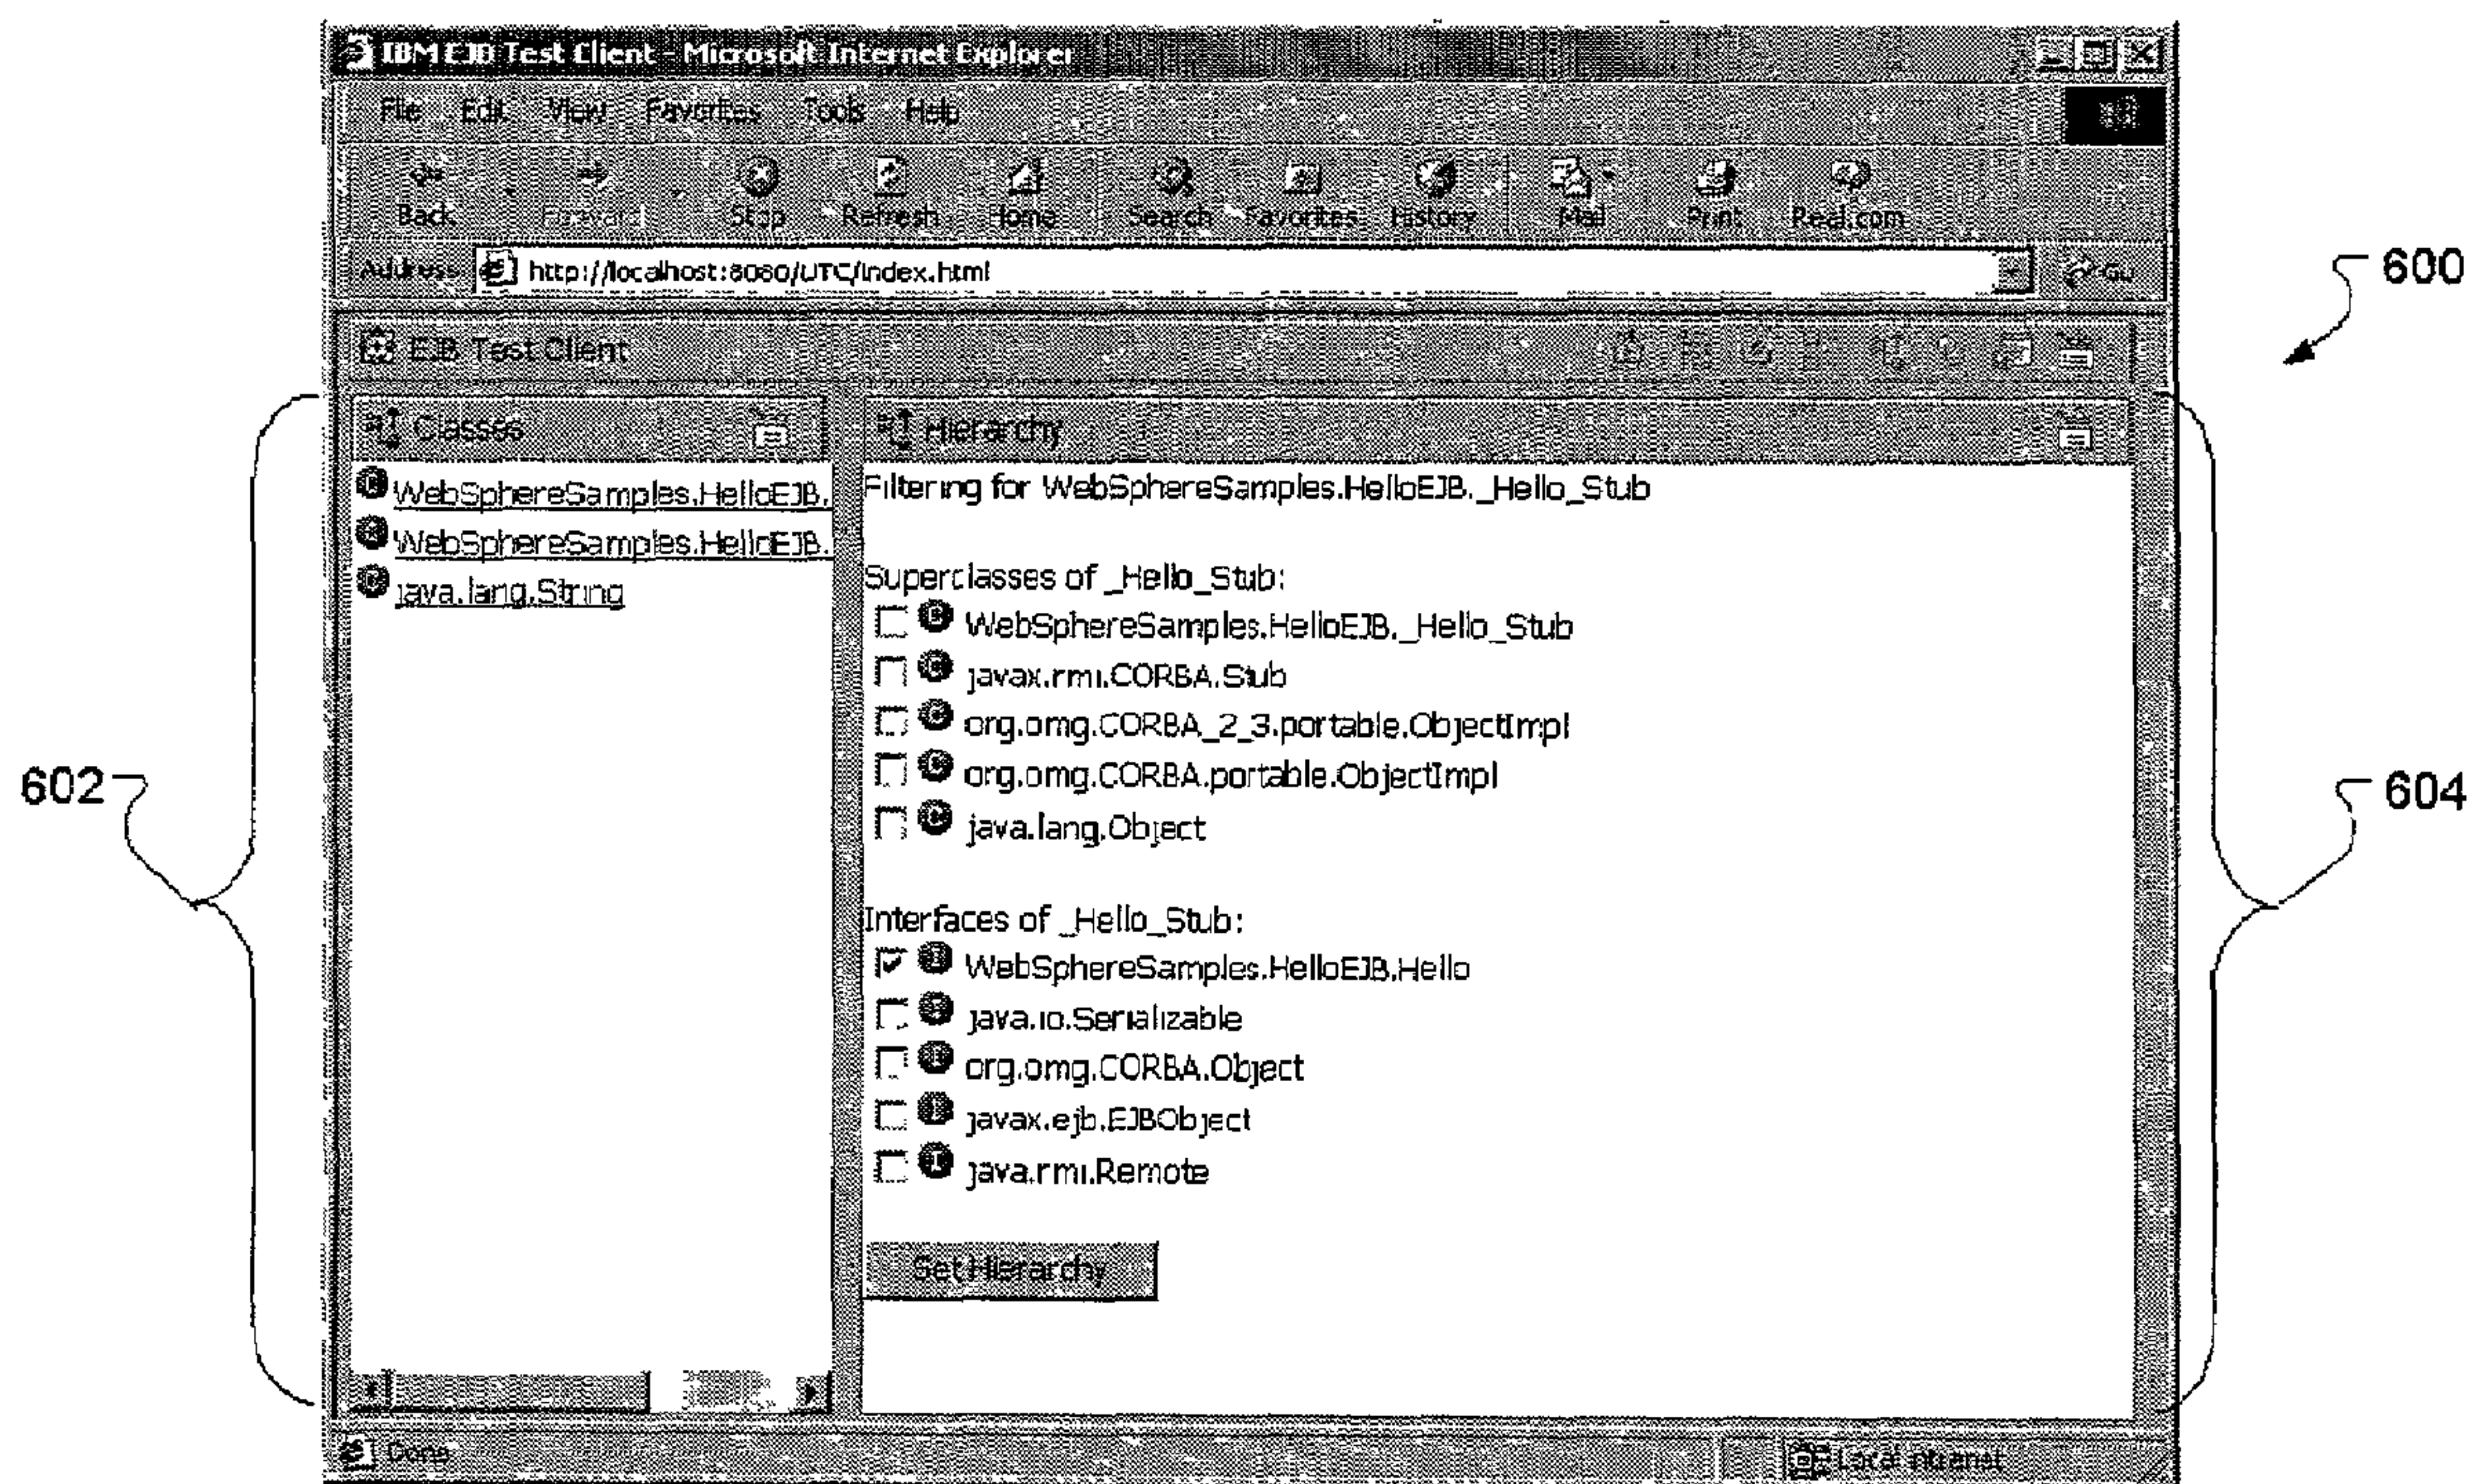 IBM EJB Test Client - Microsoft Internet Explorer
File Edit View Favorites Tools Help
Back Forward Stop Refresh Home Search Favorites History Mail Print Real.com
Address http://localhost:8080/UTC/index.html Go
600
EJB Test Client
Classes
Hierarchy
WebSphereSamples.HelloEJB.
WebSphereSamples.HelloEJB.
java.lang.String
Filtering for WebSphereSamples.HelloEJB._Hello_Stub
Superclasses of _Hello_Stub:
WebSphereSamples.HelloEJB._Hello_Stub
javax.rmi.CORBA.Stub
org.omg.CORBA_2_3.portable.ObjectImpl
org.omg.CORBA.portable.ObjectImpl
java.lang.Object
602
604
Interfaces of _Hello_Stub:
WebSphereSamples.HelloEJB.Hello
java.io.Serializable
org.omg.CORBA.Object
javax.ejb.EJBObject
java.rmi.Remote
Set Hierarchy
Done
Local intranet